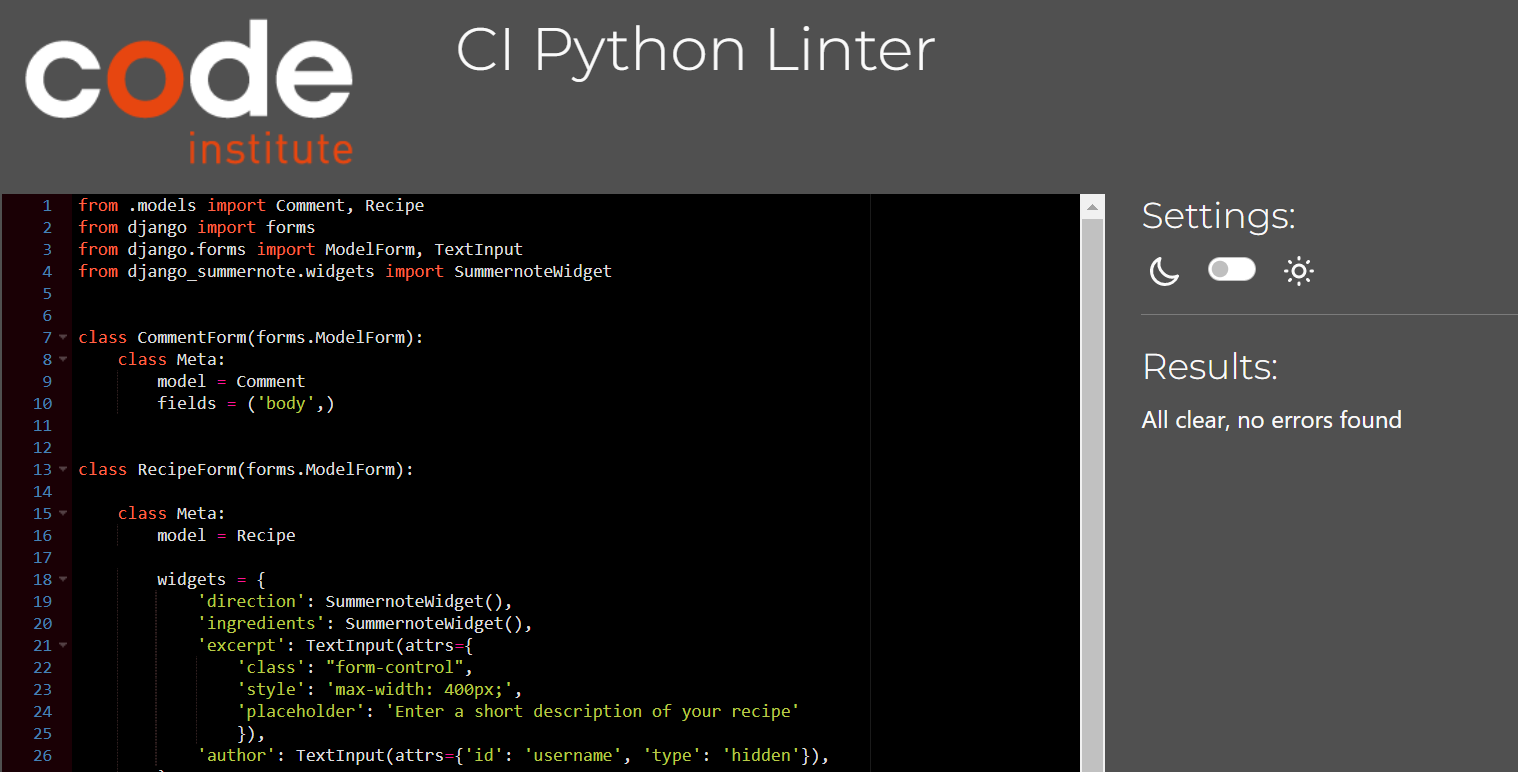 code
institute
CI Python Linter
1 from .models import Comment, Recipe
2 from django import forms
3 from django.forms import ModelForm, TextInput
4 from django_summernote.widgets import SummernoteWidget
5
6
7 class CommentForm(forms.ModelForm):
8     class Meta:
9         model = Comment
10         fields = ('body',)
11
12
13 class RecipeForm(forms.ModelForm):
14
15     class Meta:
16         model = Recipe
17
18         widgets = {
19             'direction': SummernoteWidget(),
20             'ingredients': SummernoteWidget(),
21             'excerpt': TextInput(attrs={
22                 'class': "form-control",
23                 'style': 'max-width: 400px;',
24                 'placeholder': 'Enter a short description of your recipe'
25                 }),
26             'author': TextInput(attrs={'id': 'username', 'type': 'hidden'}),
Settings:
Results:
All clear, no errors found